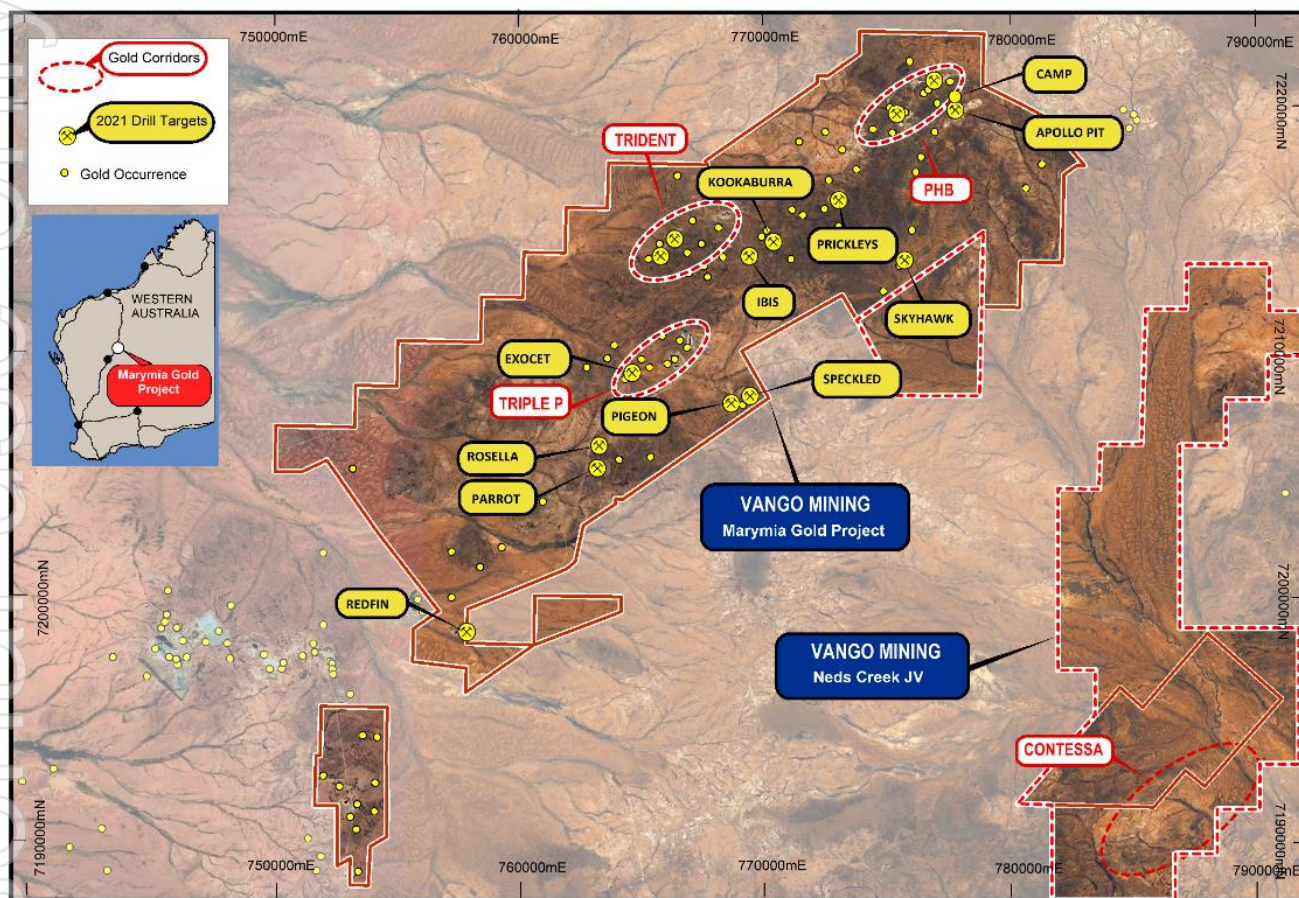 750000mE
760000mE
770000mE
780000mE
790000mE
Gold Corridors
2021 Drill Targets
Gold Occurrence
WESTERN
AUSTRALIA
Marymia Gold
Project
CAMP
APOLLO PIT
7220000mN
TRIDENT
KOOKABURRA
PHB
PRICKLEYS
IBIS
SKYHAWK
7210000mN
EXOCET
SPECKLED
TRIPLE P
PIGEON
ROSELLA
PARROT
VANGO MINING
Marymia Gold Project
7200000mN
REDFIN
7200000mN
VANGO MINING
Neds Creek JV
CONTESSA
7190000mN
7190000mN
750000mE
760000mE
770000mE
780000mE
790000mE